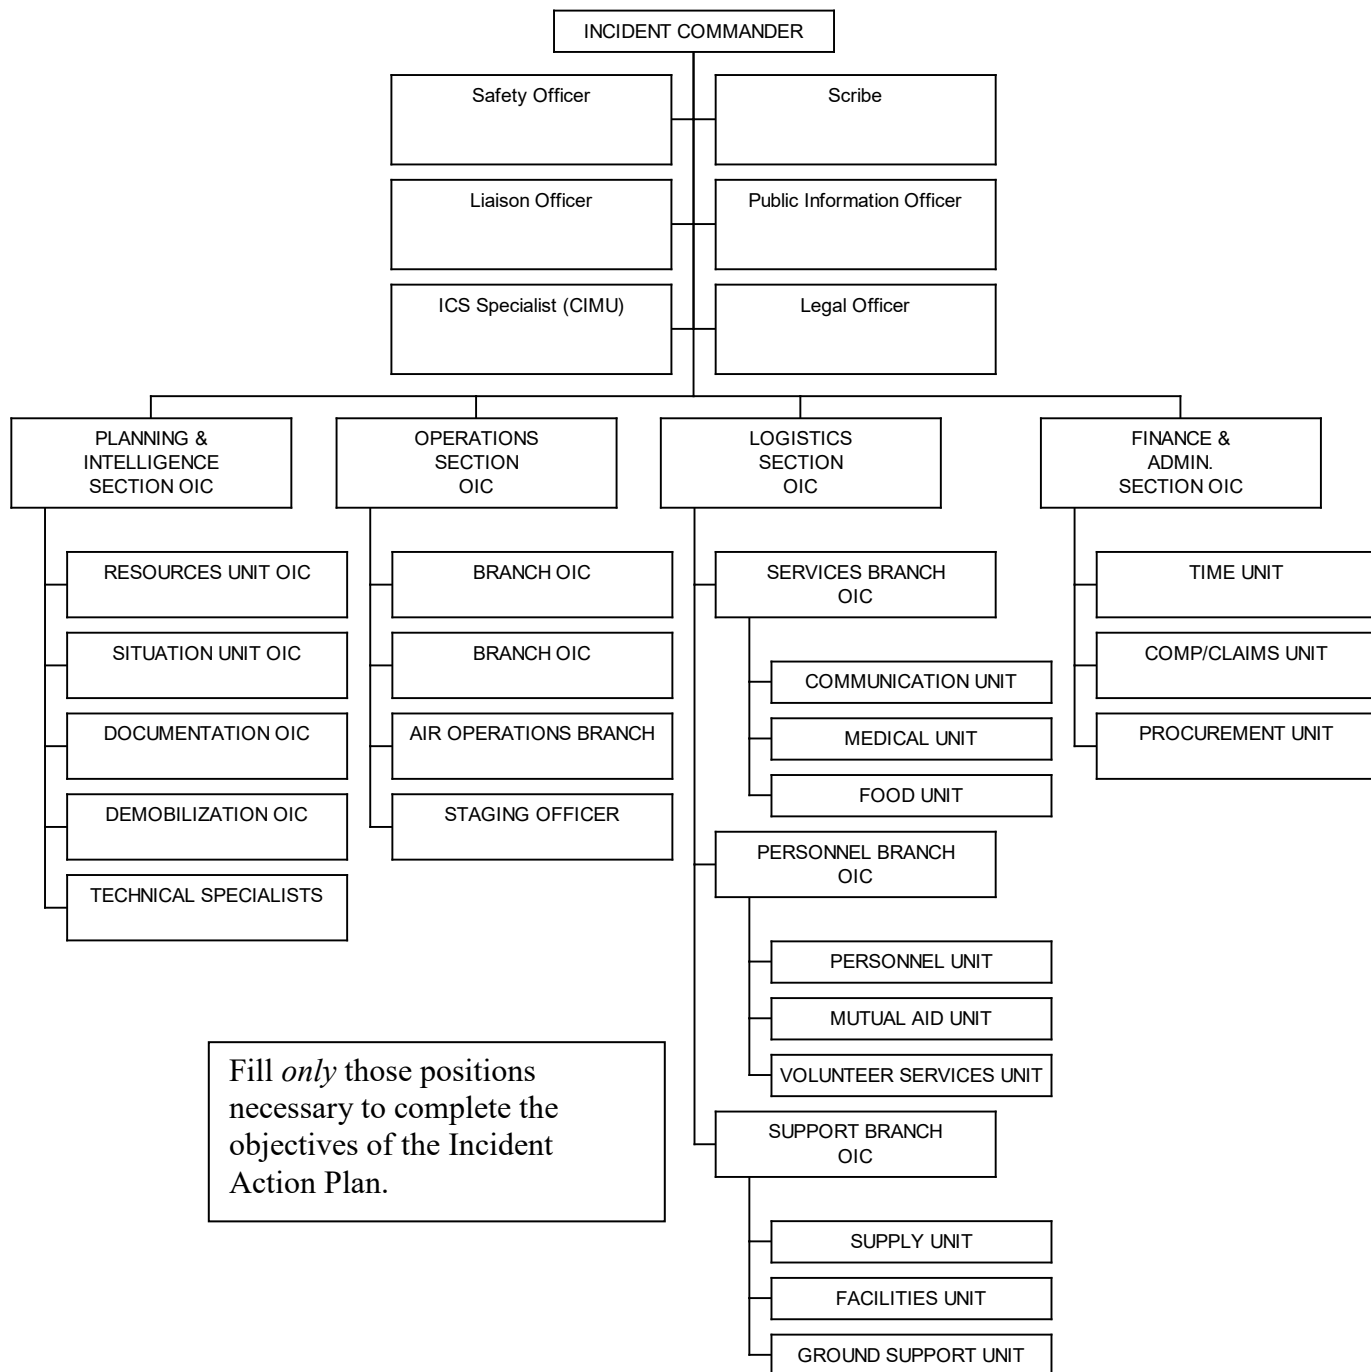 INCIDENT COMMANDER
Safety Officer
Scribe
Liaison Officer
Public Information Officer
ICS Specialist (CIMU)
Legal Officer
PLANNING &
INTELLIGENCE
SECTION OIC
RESOURCES UNIT OIC
SITUATION UNIT OIC
DOCUMENTATION OIC
DEMOBILIZATION OIC
TECHNICAL SPECIALISTS
OPERATIONS
SECTION
OIC
BRANCH OIC
BRANCH OIC
AIR OPERATIONS BRANCH
STAGING OFFICER
LOGISTICS
SECTION
OIC
SERVICES BRANCH
OIC
COMMUNICATION UNIT
MEDICAL UNIT
FOOD UNIT
PERSONNEL BRANCH
OIC
PERSONNEL UNIT
MUTUAL AID UNIT
VOLUNTEER SERVICES UNIT
SUPPORT BRANCH
OIC
SUPPLY UNIT
FACILITIES UNIT
GROUND SUPPORT UNIT
FINANCE &
ADMIN.
SECTION OIC
TIME UNIT
COMP/CLAIMS UNIT
PROCUREMENT UNIT
Fill only those positions
necessary to complete the
objectives of the Incident
Action Plan.